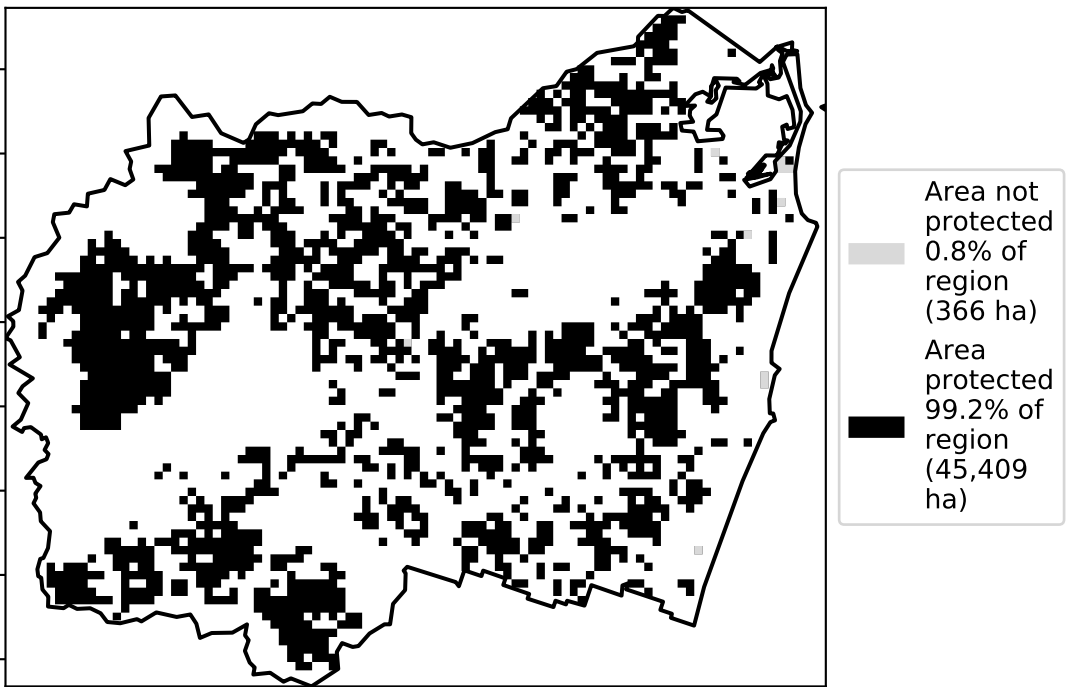 Area not
protected
0.8% of
region
(366 ha)
Area
protected
99.2% of
region
(45,409
ha)